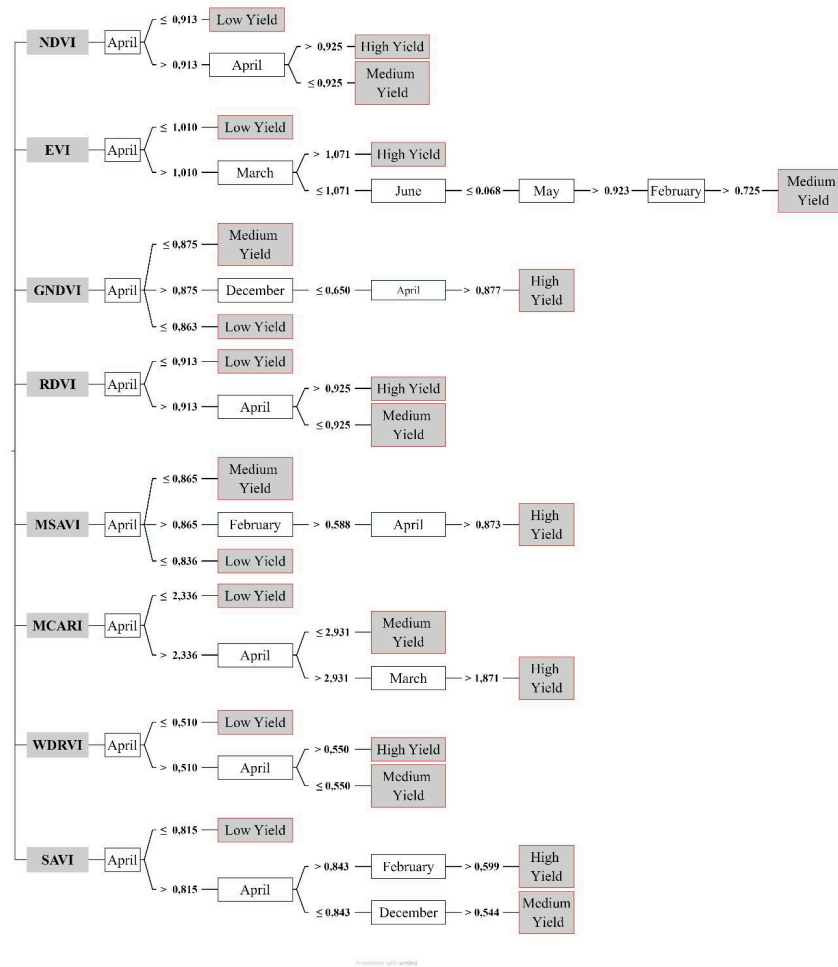 ≤ 0,913 Low Yield
NDVI April > 0,925 High Yield
> 0,913 April
≤ 0,925 Medium
Yield
≤ 1,010 Low Yield
EVI April > 1,071 High Yield
> 1,010 March
≤ 1,071 June ≤ 0.068 May > 0.923 February > 0.725 Medium
Yield
≤ 0,875 Medium
Yield
GNDVI April > 0,875 December ≤ 0,650 April > 0,877 High
Yield
≤ 0,863 Low Yield
≤ 0,913 Low Yield
RDVI April > 0,925 High Yield
> 0,913 April
≤ 0,925 Medium
Yield
≤ 0,865 Medium
Yield
MSAVI April > 0,865 February > 0,588 April > 0,873 High
Yield
≤ 0,836 Low Yield
≤ 2,336 Low Yield
MCARI April ≤ 2,931 Medium
Yield
> 2,336 April
> 2,931 March > 1,871 High
Yield
≤ 0,510 Low Yield
WDRVI April > 0,550 High Yield
> 0,510 April
≤ 0,550 Medium
Yield
≤ 0,815 Low Yield
SAVI April > 0,843 February > 0,599 High
Yield
> 0,815 April
≤ 0,843 December > 0,544 Medium
Yield
Presented with xmind